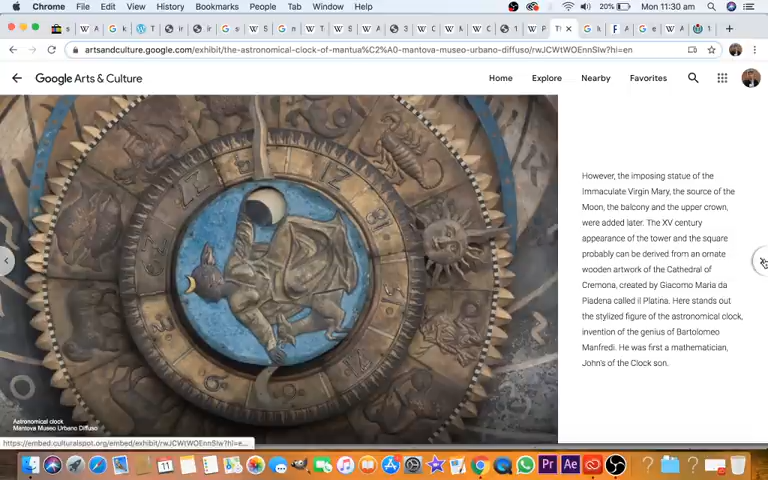 Chrome File Edit View History Bookmarks People Tab Window Help 20% Mon 11:30 am
artsandculture.google.com/exhibit/the-astronomical-clock-of-mantua%C2%A0-mantova-museo-urbano-diffuso/rwJCWtWOEnnSlw?hl=en
Google Arts & Culture Home Explore Nearby Favorites
However, the imposing statue of the
Immaculate Virgin Mary, the source of the
Moon, the balcony and the upper crown,
were added later. The XV century
appearance of the tower and the square
probably can be derived from an ornate
wooden artwork of the Cathedral of
Cremona, created by Giacomo Maria da
Piadena called il Platina. Here stands out
the stylized figure of the astronomical clock,
invention of the genius of Bartolomeo
Manfredi. He was first a mathematician,
John's of the Clock son.
Astronomical clock
Mantova Museo Urbano Diffuso
https://embed.culturalspot.org/embed/exhibit/rwJCWtWOEnnSlw?hl=e...
Pr Ae